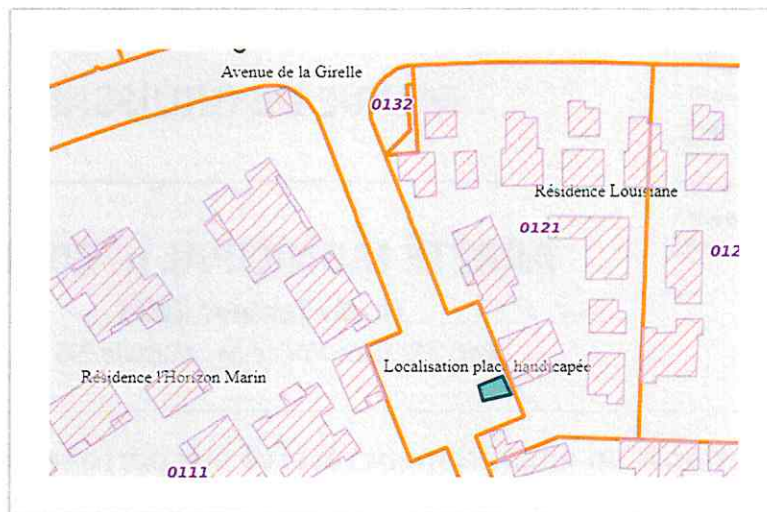 Avenue de la Girelle
0132
Résidence Louisiane
0121
012
Localisation place handicapée
Résidence l'Horizon Marin
0111